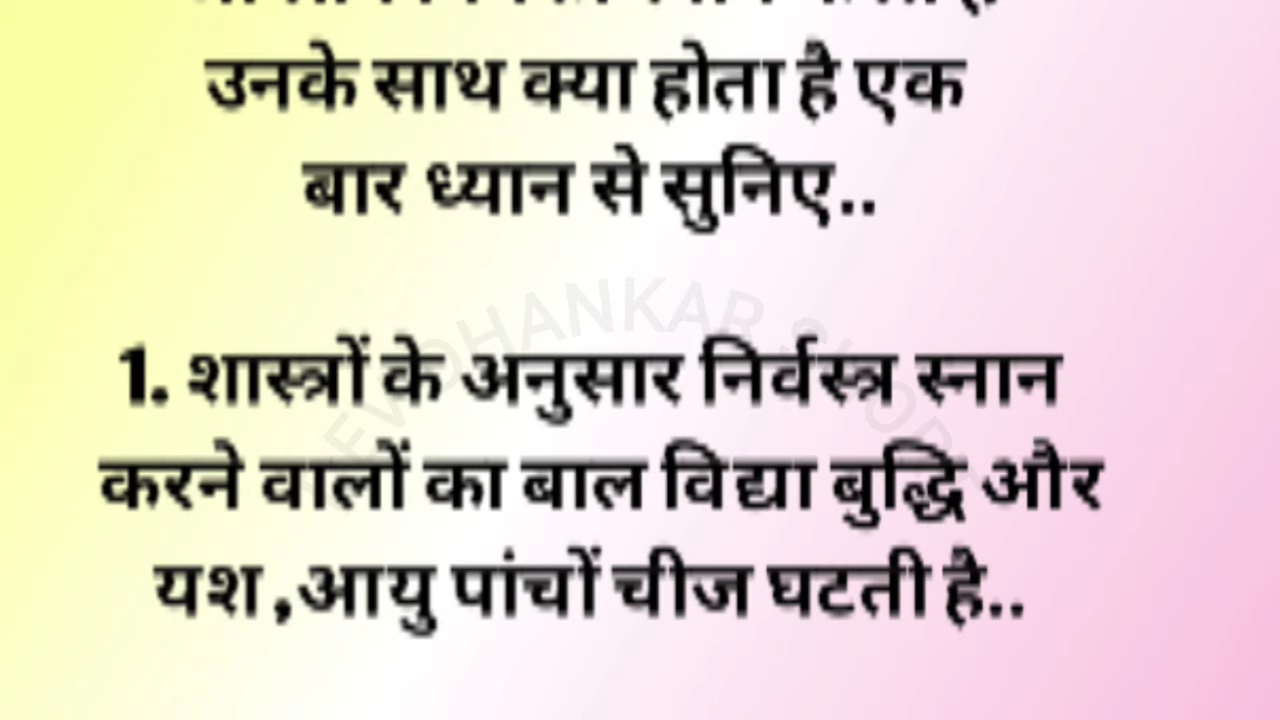 उनके साथ क्या होता है एक
बार ध्यान से सुनिए..
1. शास्त्रों के अनुसार निर्वस्त्र स्नान
करने वालों का बाल विद्या बुद्धि और
यश,आयु पांचों चीज घटती है..